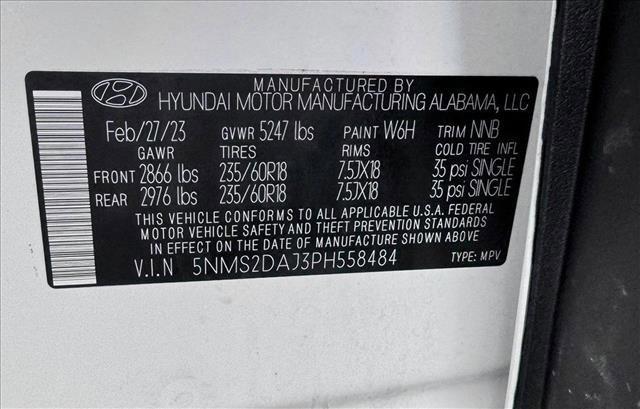 MANUFACTURED BY
HYUNDAI MOTOR MANUFACTURING ALABAMA, LLC
Feb/27/23 GVWR 5247 lbs PAINT W6H TRIM NNB
GAWR TIRES RIMS COLD TIRE INFL
FRONT 2866 lbs 235/60R18 7.5JX18 35 psi SINGLE
REAR 2976 lbs 235/60R18 7.5JX18 35 psi SINGLE
THIS VEHICLE CONFORMS TO ALL APPLICABLE U.S.A. FEDERAL
MOTOR VEHICLE SAFETY, BUMPER, AND THEFT PREVENTION STANDARDS
IN EFFECT ON THE DATE OF MANUFACTURE SHOWN ABOVE.
V.I.N 5NMS2DAJ3PH558484 TYPE: MPV